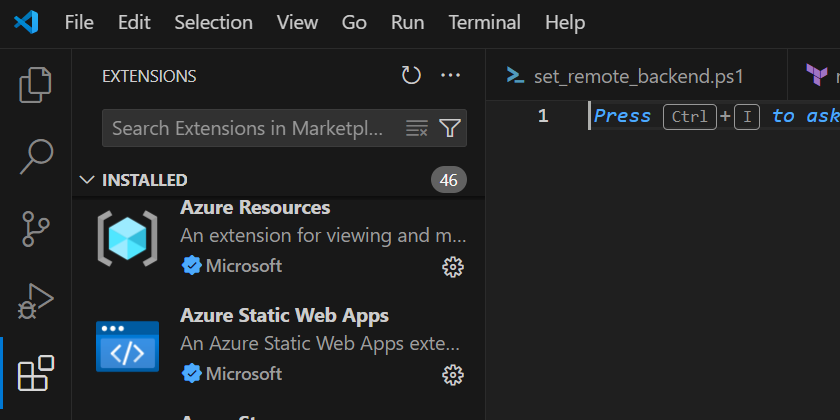 File Edit Selection View Go Run Terminal Help
EXTENSIONS
Search Extensions in Marketpl...
INSTALLED 46
Azure Resources
An extension for viewing and m...
Microsoft
Azure Static Web Apps
An Azure Static Web Apps exte...
Microsoft
set_remote_backend.ps1
1 Press Ctrl+I to ask